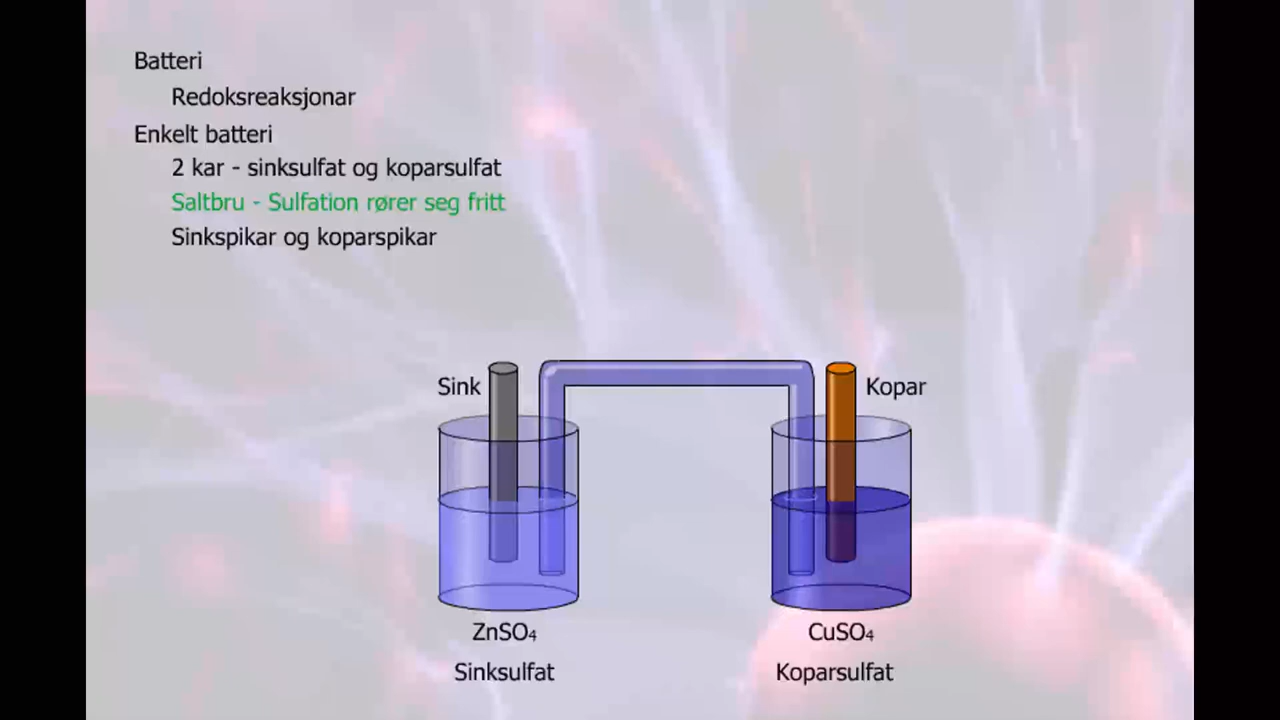 Batteri
Redoksreaksjonar
Enkelt batteri
2 kar - sinksulfat og koparsulfat
Saltbru - Sulfation rører seg fritt
Sinkspikar og koparspikar
Sink
Kopar
ZnSO₄
CuSO₄
Sinksulfat
Koparsulfat